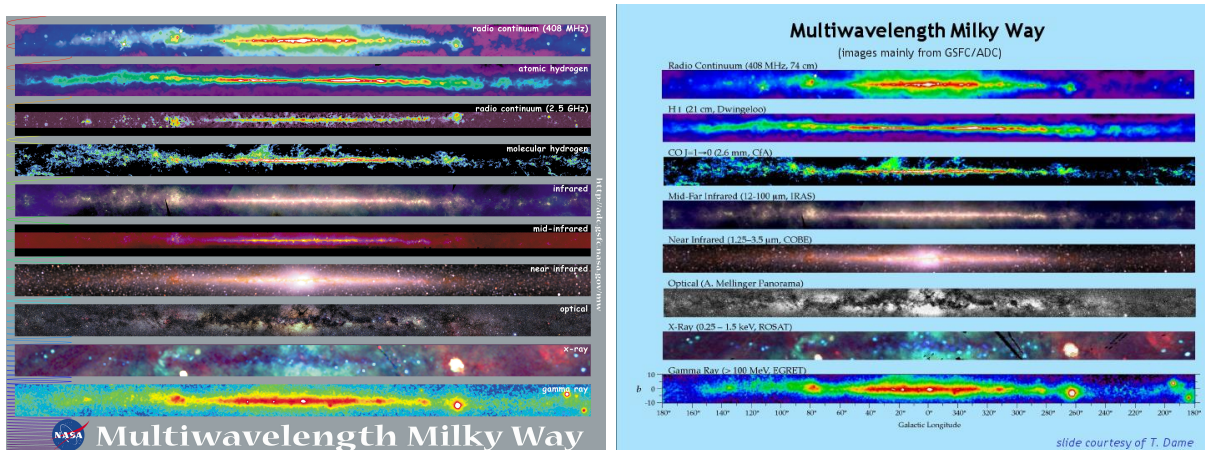 radio continuum (408 MHz)
atomic hydrogen
radio continuum (2.5 GHz)
molecular hydrogen
infrared
mid-infrared
near infrared
optical
x-ray
gamma ray
http://adc.gsfc.nasa.gov/mw
NASA
Multiwavelength Milky Way
Multiwavelength Milky Way
(images mainly from GSFC/ADC)
Radio Continuum (408 MHz, 74 cm)
H I (21 cm, Dwingeloo)
CO J=1→0 (2.6 mm, CfA)
Mid-Far Infrared (12-100 µm, IRAS)
Near Infrared (1.25–3.5 µm, COBE)
Optical (A. Mellinger Panorama)
X-Ray (0.25 – 1.5 keV, ROSAT)
Gamma Ray (> 100 MeV, EGRET)
10
b 0
-10
180° 160° 140° 120° 100° 80° 60° 40° 20° 0° 340° 320° 300° 280° 260° 240° 220° 200° 180°
Galactic Longitude
slide courtesy of T. Dame